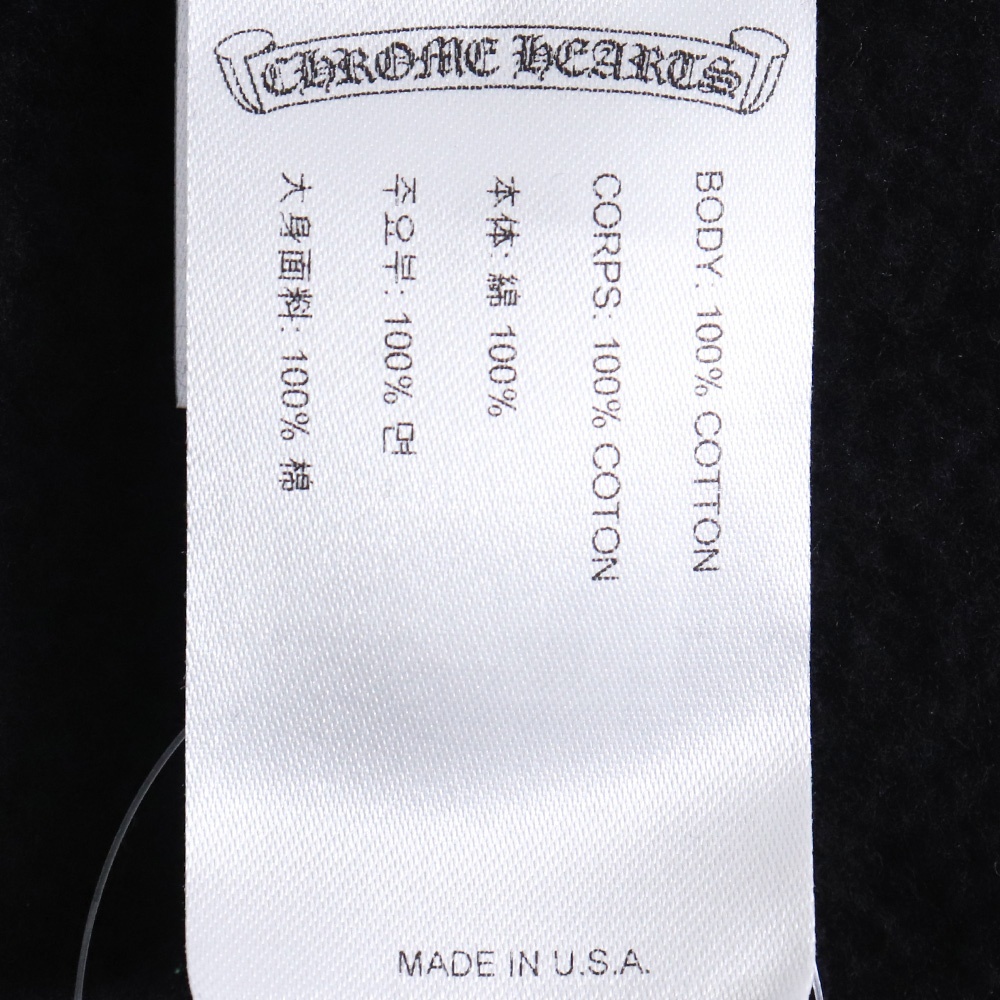 CHROME HEARTS
BODY: 100% COTTON
CORPS: 100% COTON
本体: 綿 100%
주요부: 100% 면
大身面料: 100% 棉
MADE IN U.S.A.